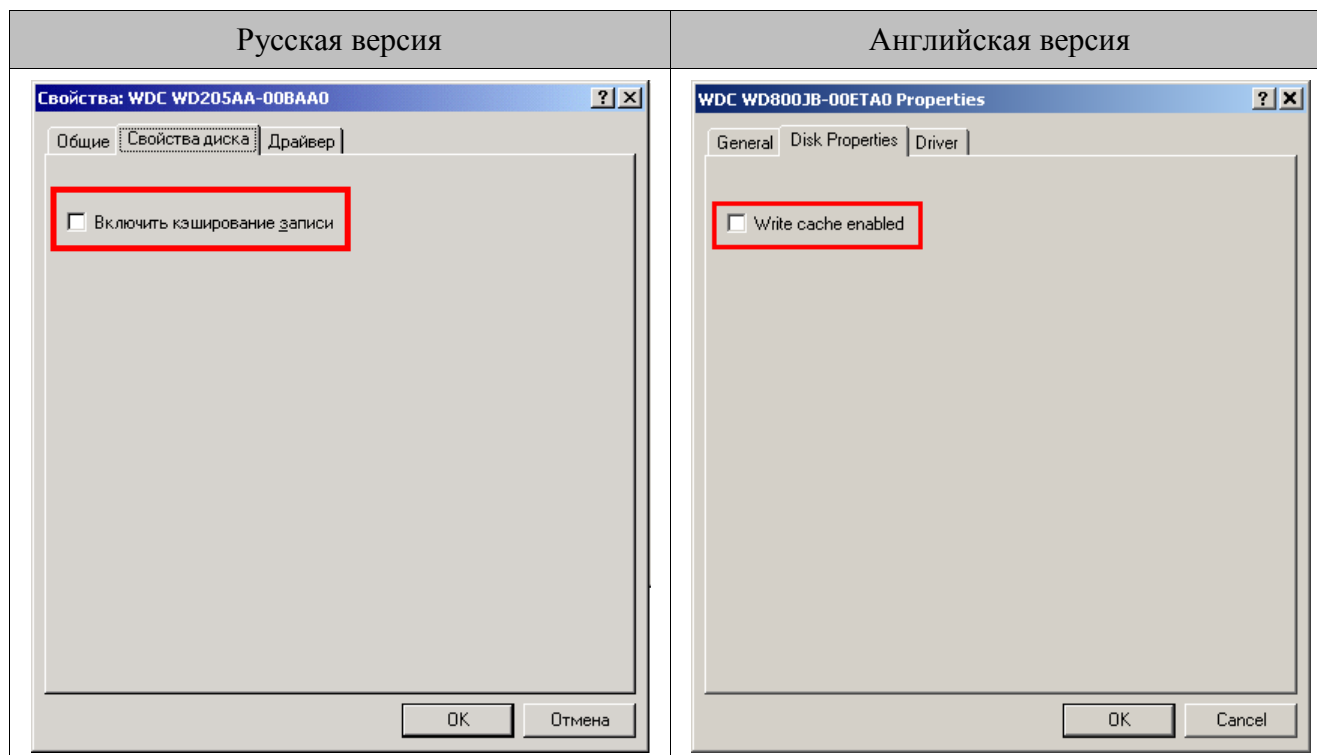 Русская версия
Английская версия
Свойства: WDC WD205AA-00BAA0
Общие Свойства диска Драйвер
Включить кэширование записи
OK Отмена
WDC WD800JB-00ETA0 Properties
General Disk Properties Driver
Write cache enabled
OK Cancel